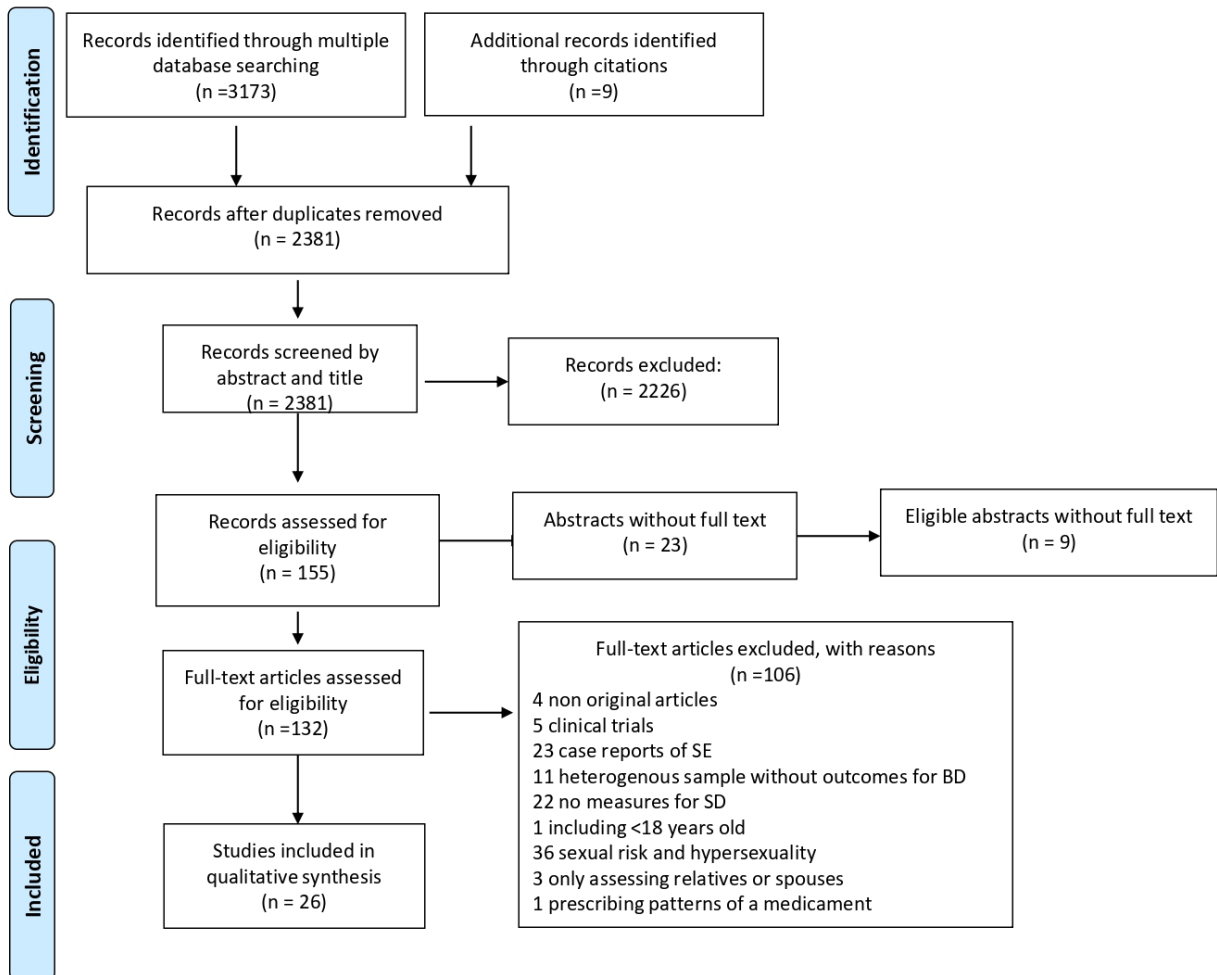 Identification
Records identified through multiple
database searching
(n =3173)
Additional records identified
through citations
(n =9)
Records after duplicates removed
(n = 2381)
Screening
Records screened by
abstract and title
(n = 2381)
Records excluded:
(n = 2226)
Eligibility
Records assessed for
eligibility
(n = 155)
Abstracts without full text
(n = 23)
Eligible abstracts without full text
(n = 9)
Full-text articles assessed
for eligibility
(n =132)
Full-text articles excluded, with reasons
(n =106)
4 non original articles
5 clinical trials
23 case reports of SE
11 heterogenous sample without outcomes for BD
22 no measures for SD
1 including <18 years old
36 sexual risk and hypersexuality
3 only assessing relatives or spouses
1 prescribing patterns of a medicament
Included
Studies included in
qualitative synthesis
(n = 26)